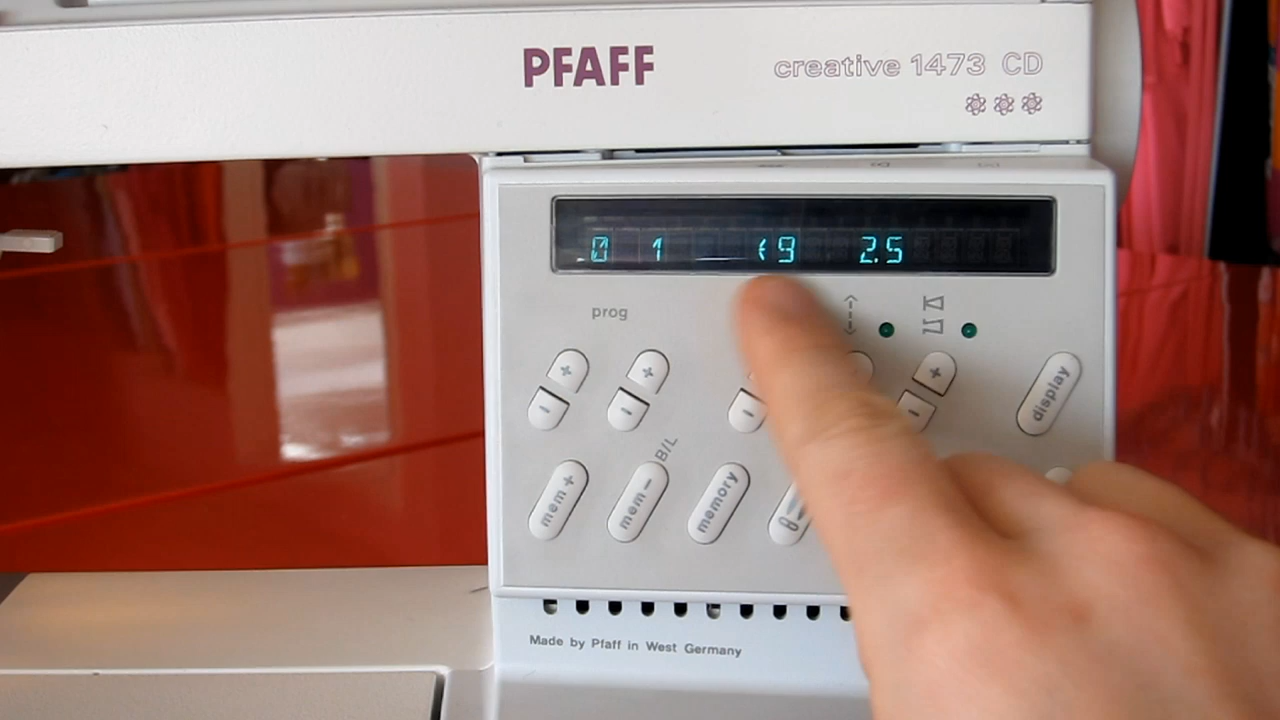 PFAFF creative 1473 CD
0 1 <9 2.5
prog
+ +  +
- - - -
display
B/L
mem + mem - memory
Made by Pfaff in West Germany